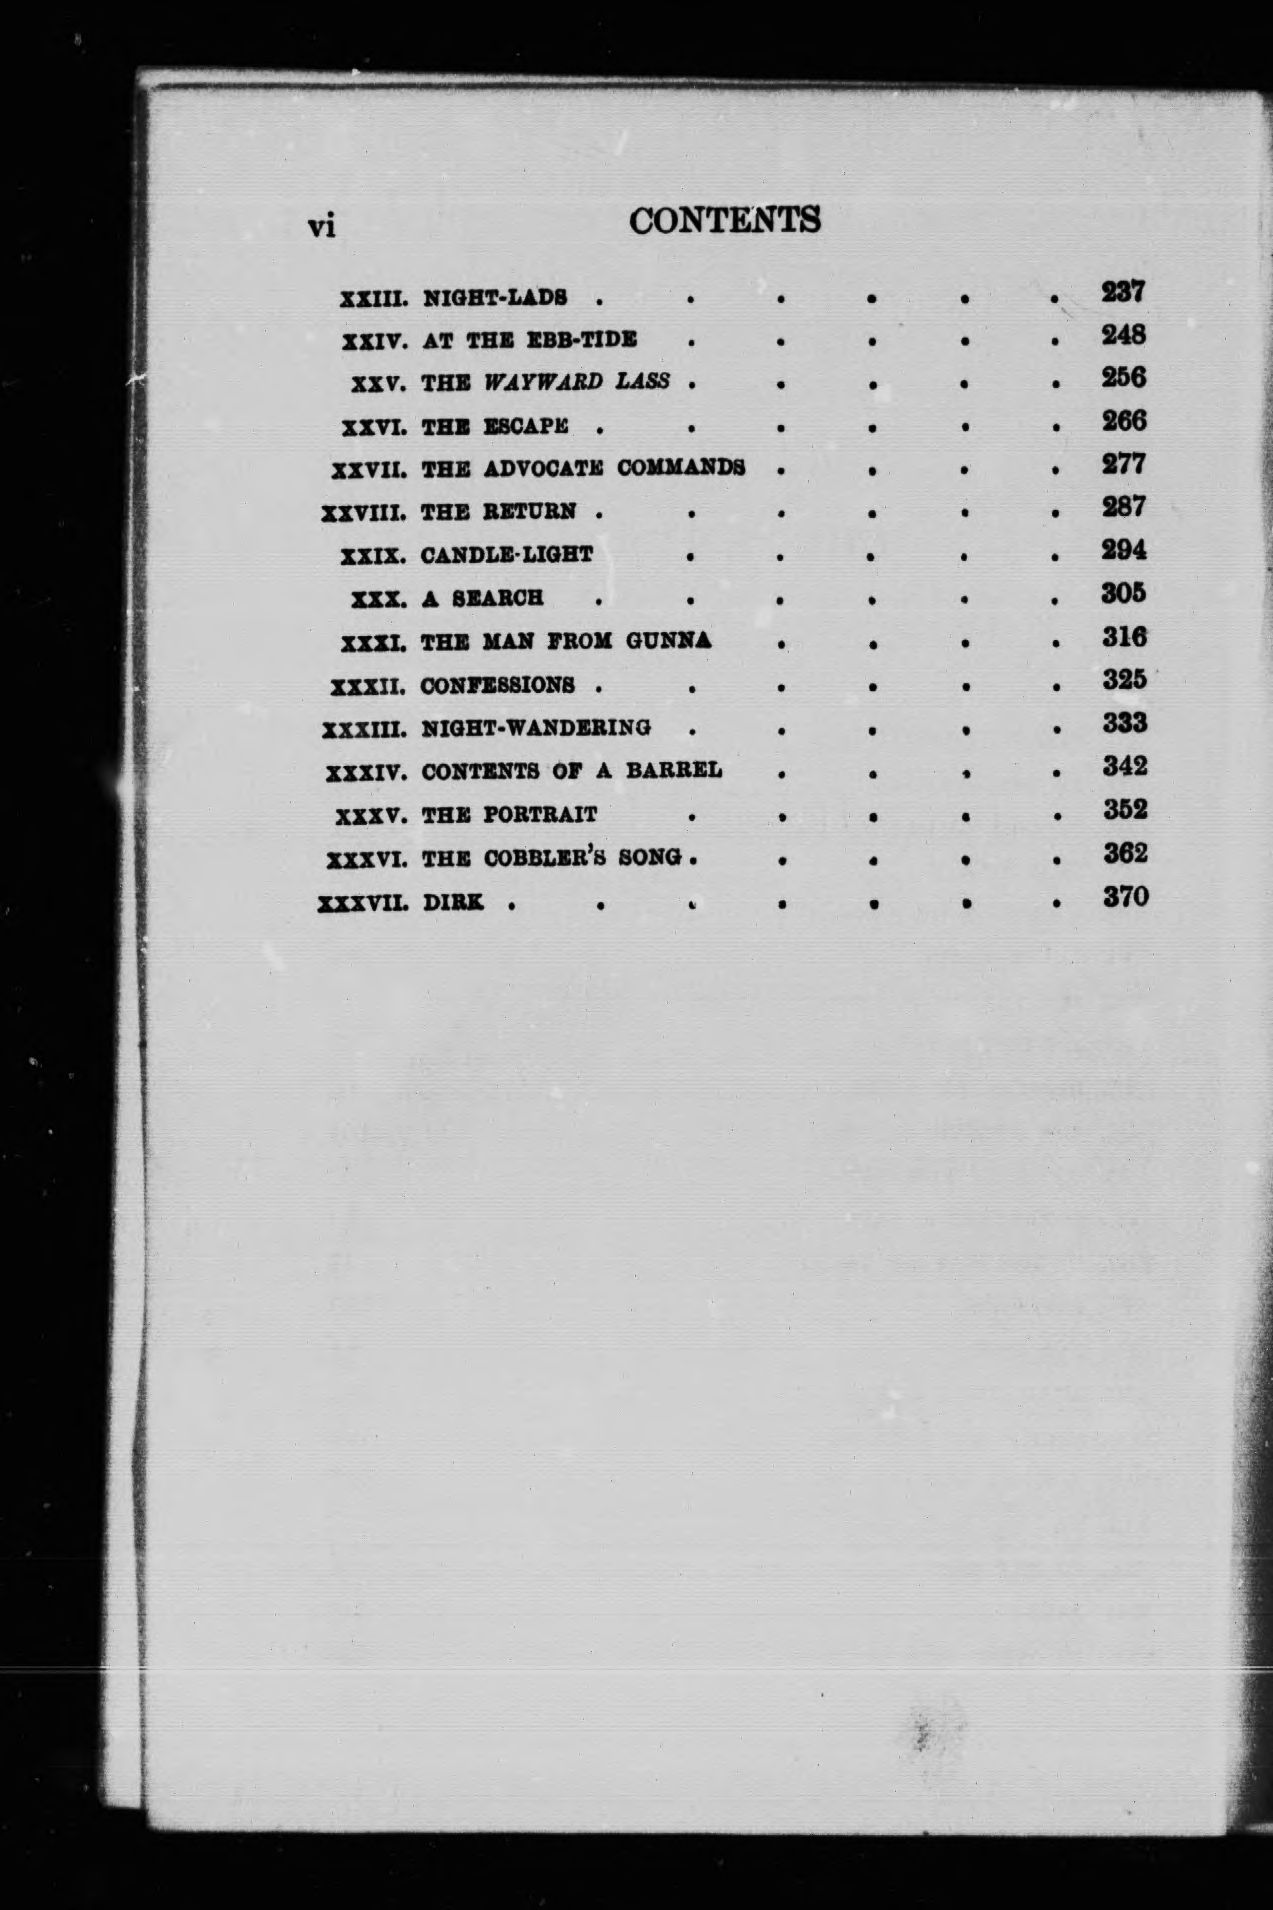 vi CONTENTS
XXIII. NIGHT-LADS . . . . . . 237
XXIV. AT THE EBB-TIDE . . . . . 248
XXV. THE WAYWARD LASS . . . . . 256
XXVI. THE ESCAPE . . . . . . 266
XXVII. THE ADVOCATE COMMANDS . . . . 277
XXVIII. THE RETURN . . . . . . 287
XXIX. CANDLE-LIGHT . . . . . 294
XXX. A SEARCH . . . . . . 305
XXXI. THE MAN FROM GUNNA . . . . 316
XXXII. CONFESSIONS . . . . . . 325
XXXIII. NIGHT-WANDERING . . . . . 333
XXXIV. CONTENTS OF A BARREL . . . . 342
XXXV. THE PORTRAIT . . . . . 352
XXXVI. THE COBBLER'S SONG . . . . . 362
XXXVII. DIRK . . . . . . . 370